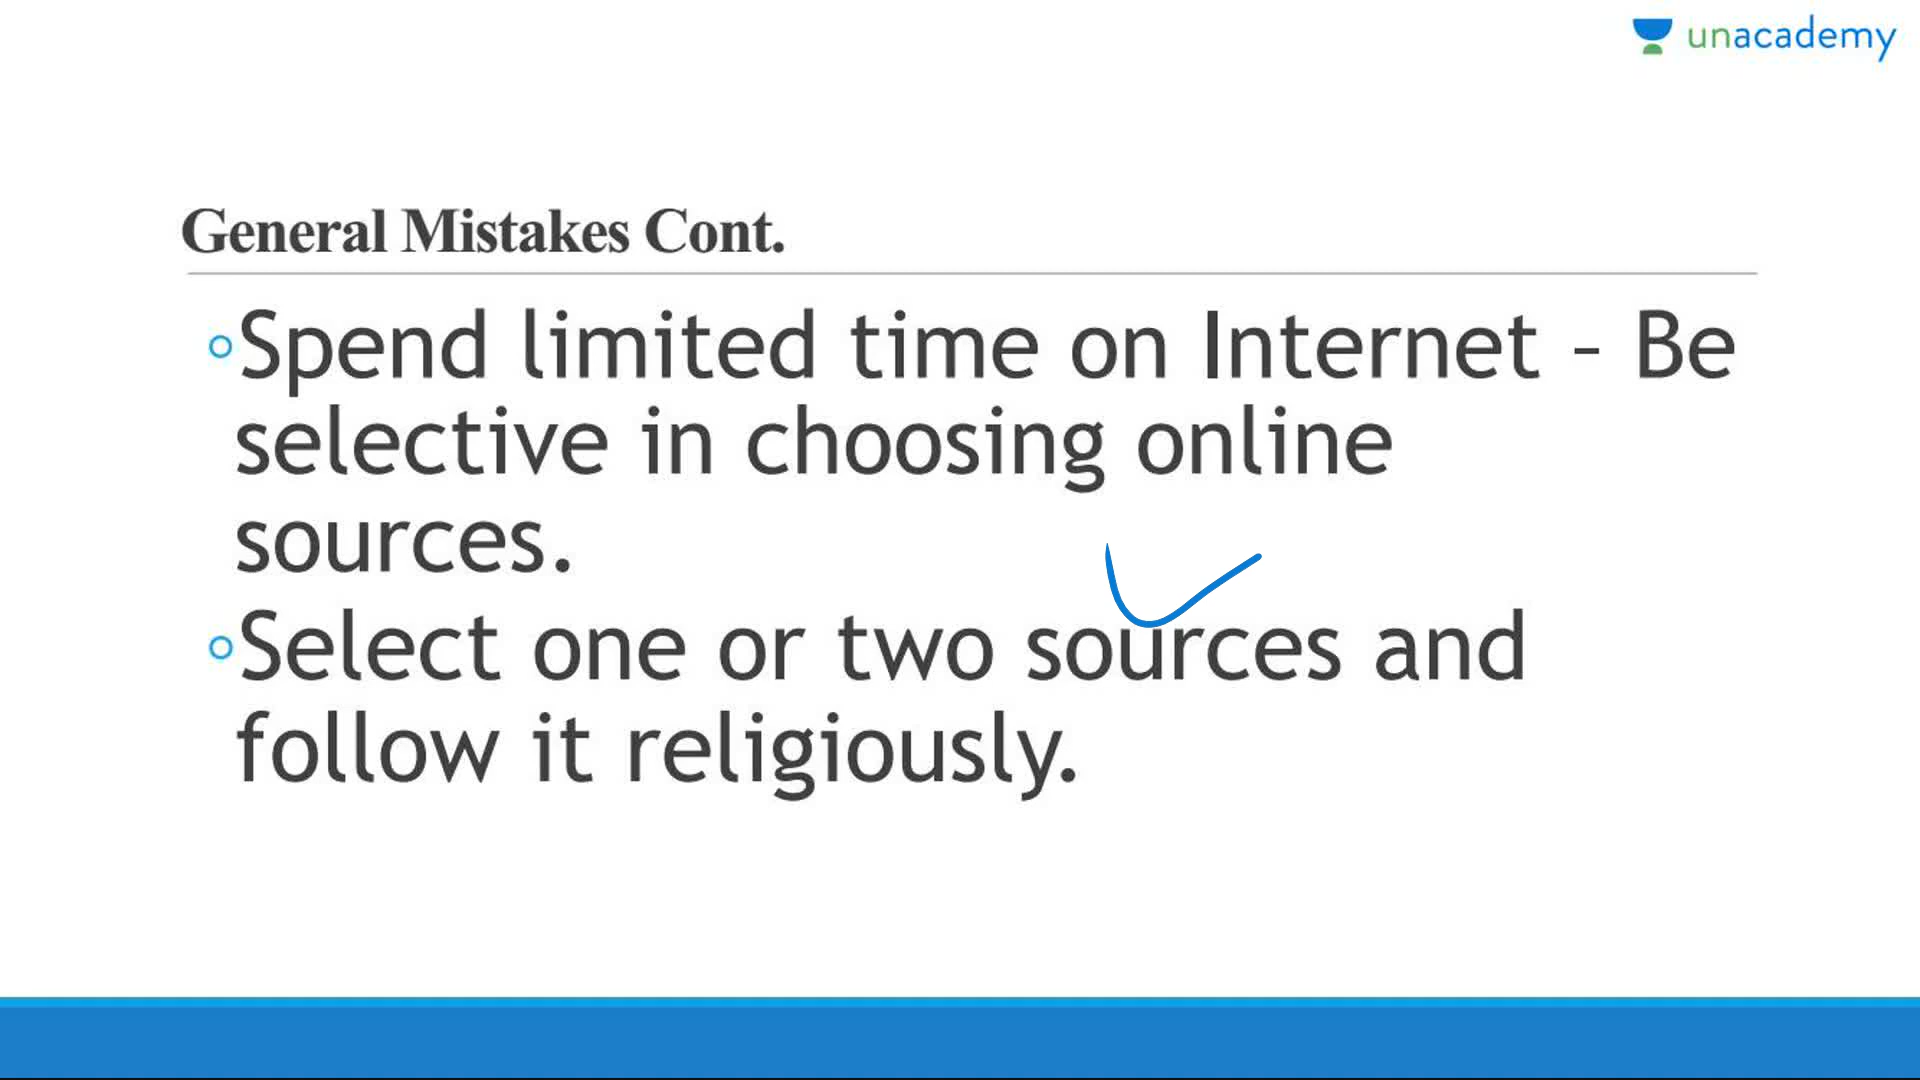 unacademy
General Mistakes Cont.
◦Spend limited time on Internet – Be
selective in choosing online
sources.
◦Select one or two sources and
follow it religiously.